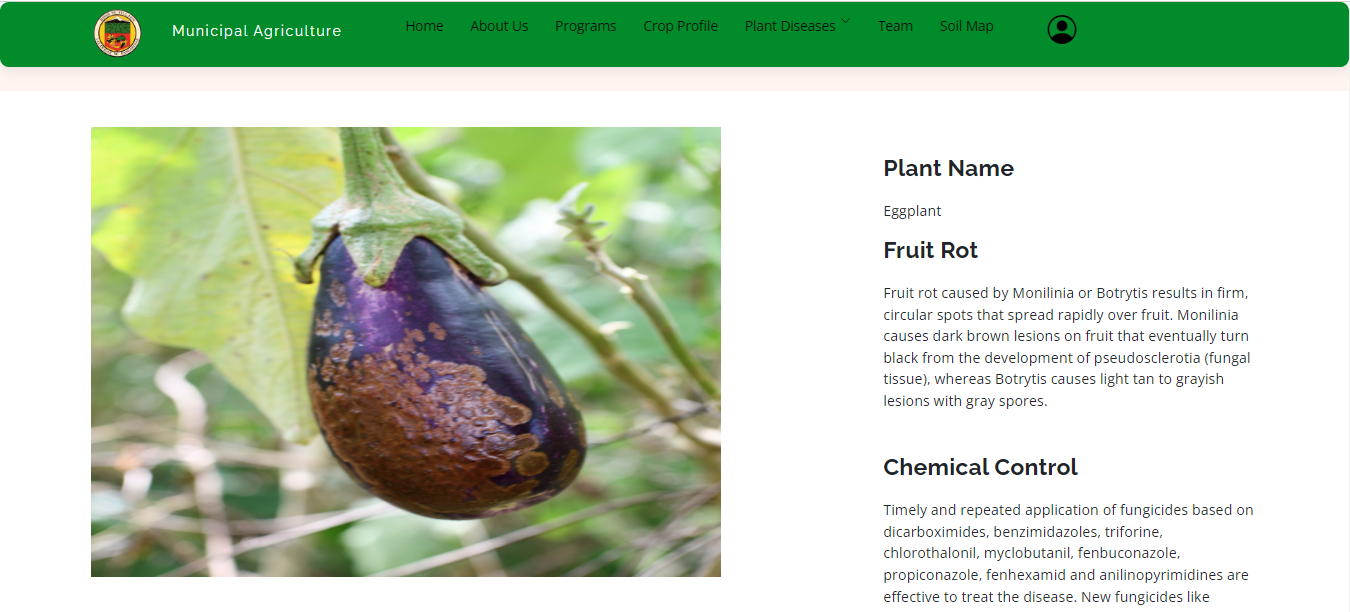 Municipal Agriculture
Home About Us Programs Crop Profile Plant Diseases Team Soil Map
Plant Name
Eggplant
Fruit Rot
Fruit rot caused by Monilinia or Botrytis results in firm,
circular spots that spread rapidly over fruit. Monilinia
causes dark brown lesions on fruit that eventually turn
black from the development of pseudosclerotia (fungal
tissue), whereas Botrytis causes light tan to grayish
lesions with gray spores.
Chemical Control
Timely and repeated application of fungicides based on
dicarboximides, benzimidazoles, triforine,
chlorothalonil, myclobutanil, fenbuconazole,
propiconazole, fenhexamid and anilinopyrimidines are
effective to treat the disease. New fungicides like